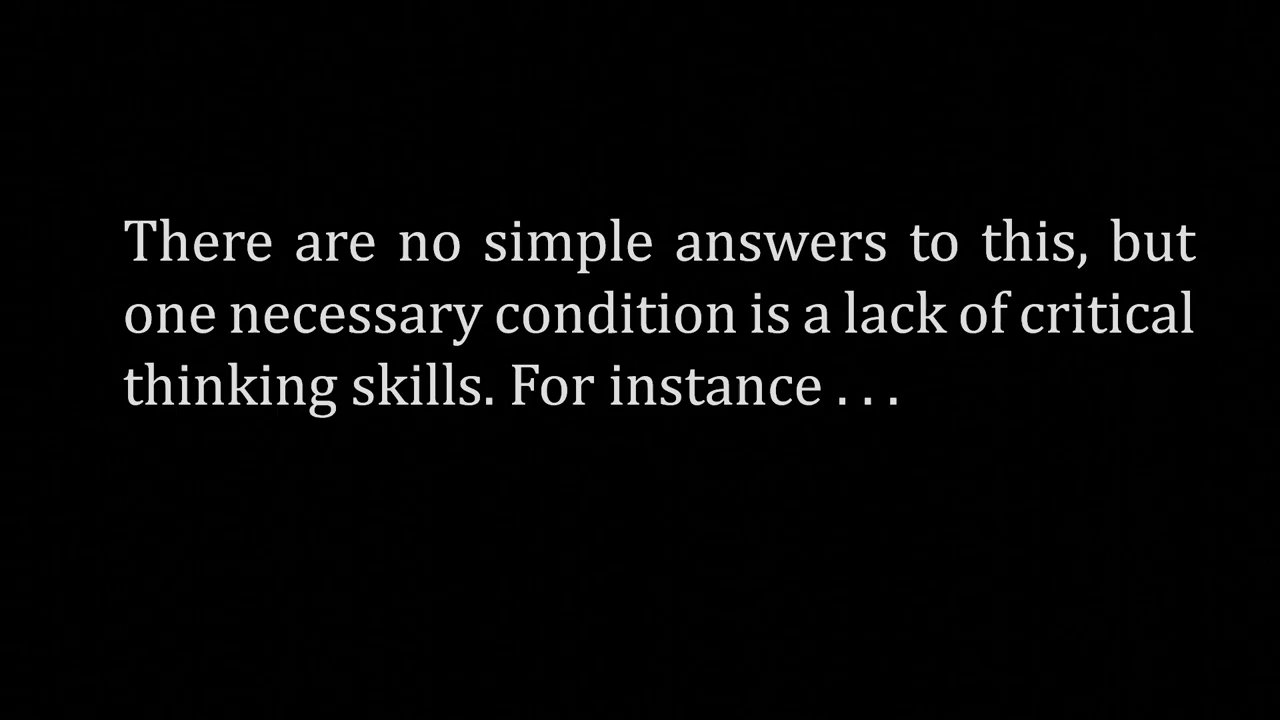 There are no simple answers to this, but
one necessary condition is a lack of critical
thinking skills. For instance . . .